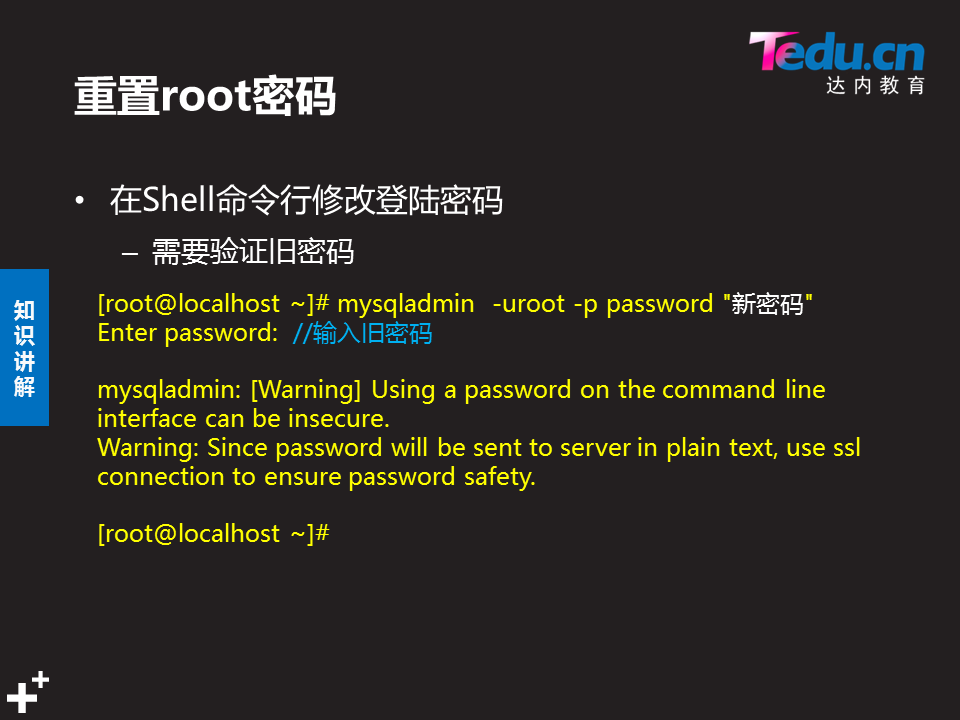 Tedu.cn
达内教育
重置root密码
• 在Shell命令行修改登陆密码
– 需要验证旧密码
知识讲解
[root@localhost ~]# mysqladmin  -uroot -p password "新密码"
Enter password:  //输入旧密码
mysqladmin: [Warning] Using a password on the command line
interface can be insecure.
Warning: Since password will be sent to server in plain text, use ssl
connection to ensure password safety.
[root@localhost ~]#